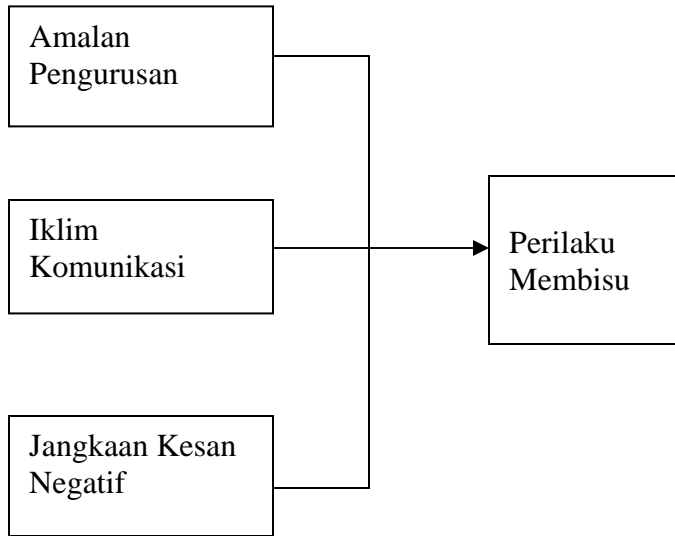 Amalan
Pengurusan
Iklim
Komunikasi
Perilaku
Membisu
Jangkaan Kesan
Negatif